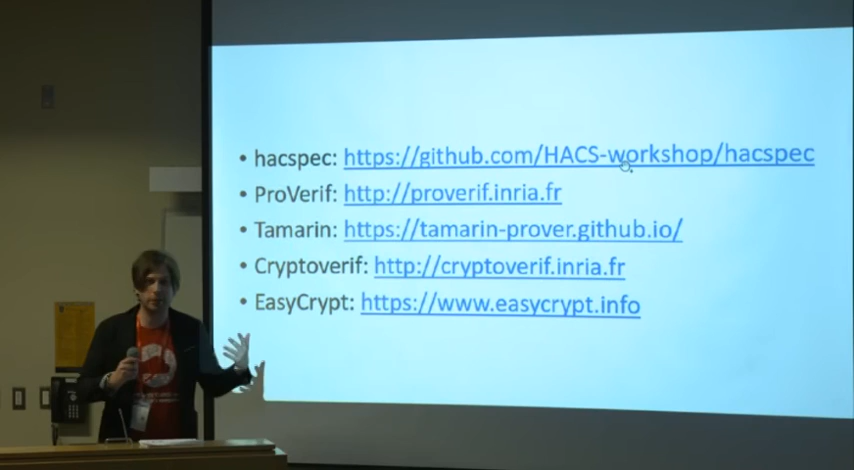 • hacspec: https://github.com/HACS-workshop/hacspec
• ProVerif: http://proverif.inria.fr
• Tamarin: https://tamarin-prover.github.io/
• Cryptoverif: http://cryptoverif.inria.fr
• EasyCrypt: https://www.easycrypt.info